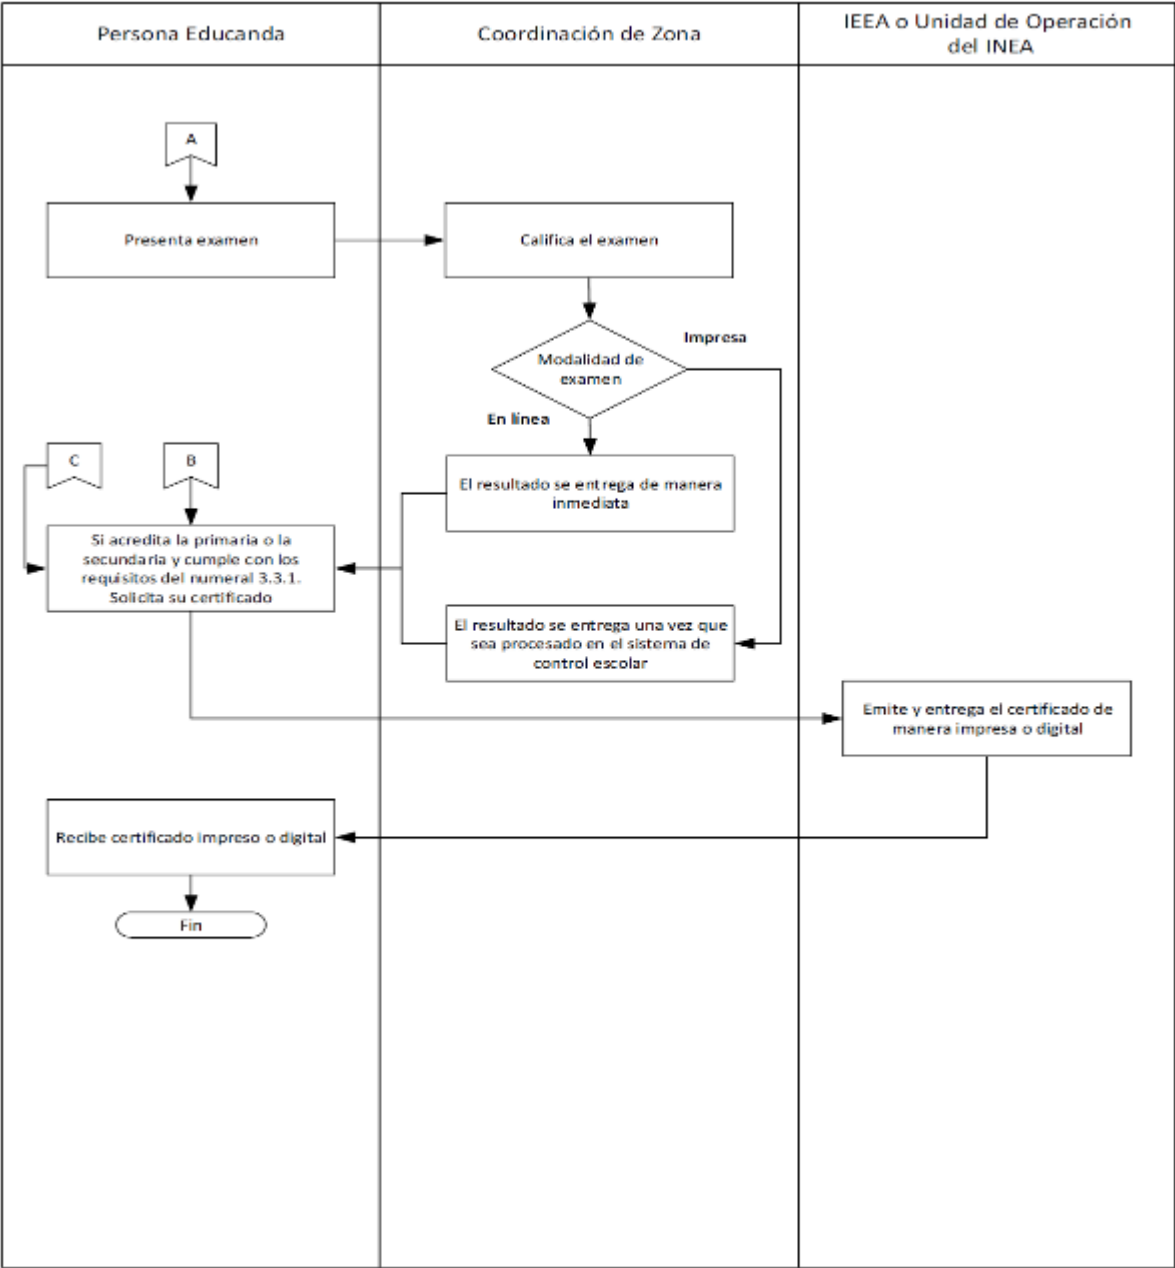 Persona Educanda
Coordinación de Zona
IEEA o Unidad de Operación
del INEA
A
Presenta examen
Califica el examen
Modalidad de
examen
Impresa
En línea
C
B
El resultado se entrega de manera
inmediata
Si acredita la primaria o la
secundaria y cumple con los
requisitos del numeral 3.3.1.
Solicita su certificado
El resultado se entrega una vez que
sea procesado en el sistema de
control escolar
Emite y entrega el certificado de
manera impresa o digital
Recibe certificado impreso o digital
Fin